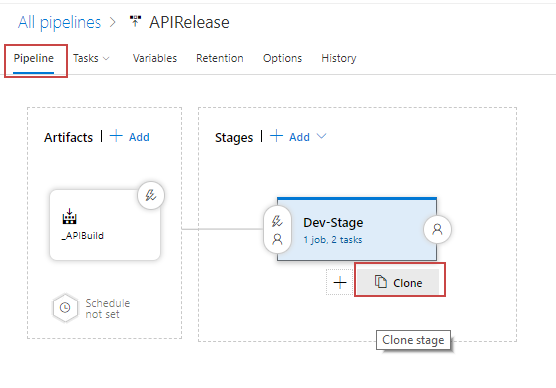 All pipelines > APIRelease
Pipeline Tasks Variables Retention Options History
Artifacts | + Add
Stages | + Add
_APIBuild
Dev-Stage
1 job, 2 tasks
+
Clone
Schedule
not set
Clone stage